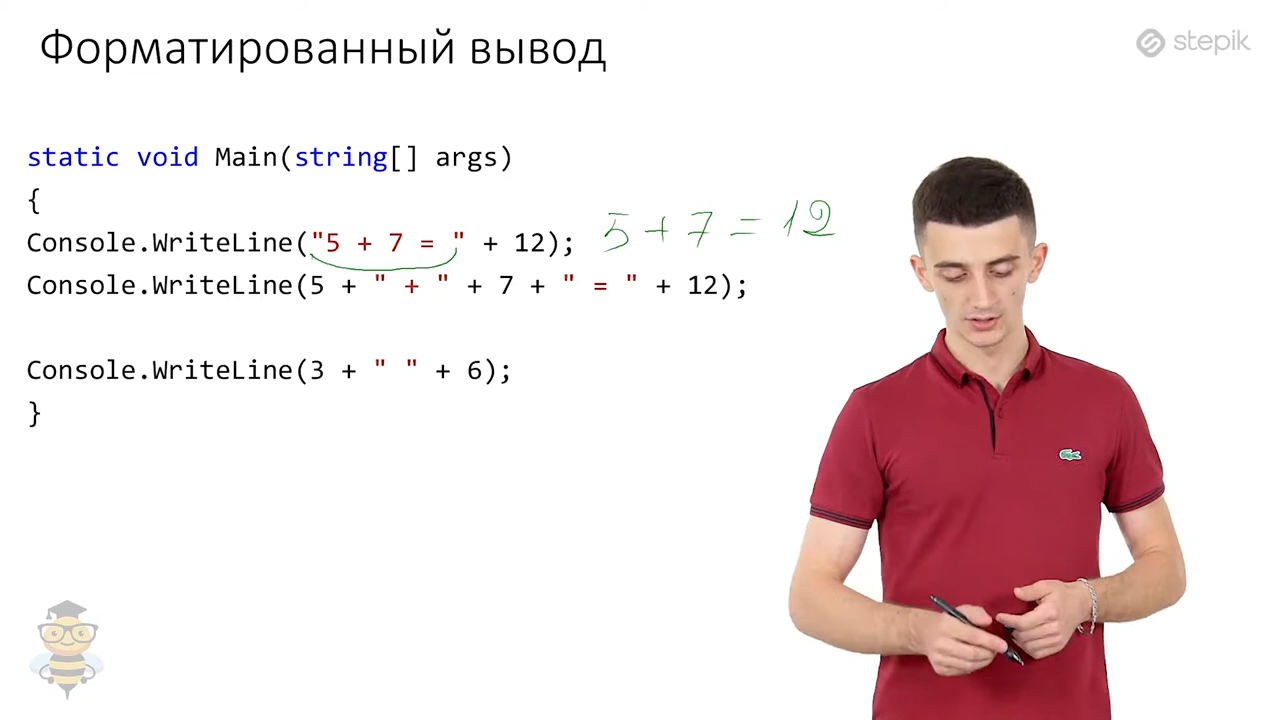 Форматированный вывод
stepik
static void Main(string[] args)
{
Console.WriteLine("5 + 7 = " + 12); 5 + 7 = 12
Console.WriteLine(5 + " + " + 7 + " = " + 12);
Console.WriteLine(3 + " " + 6);
}